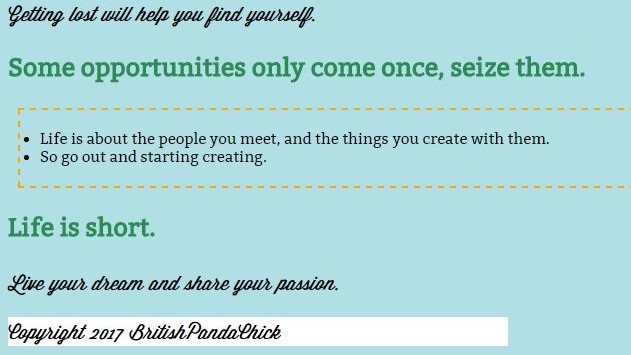 Getting lost will help you find yourself.
Some opportunities only come once, seize them.
Life is about the people you meet, and the things you create with them.
So go out and starting creating.
Life is short.
Live your dream and share your passion.
Copyright 2017 BritishPandaChick